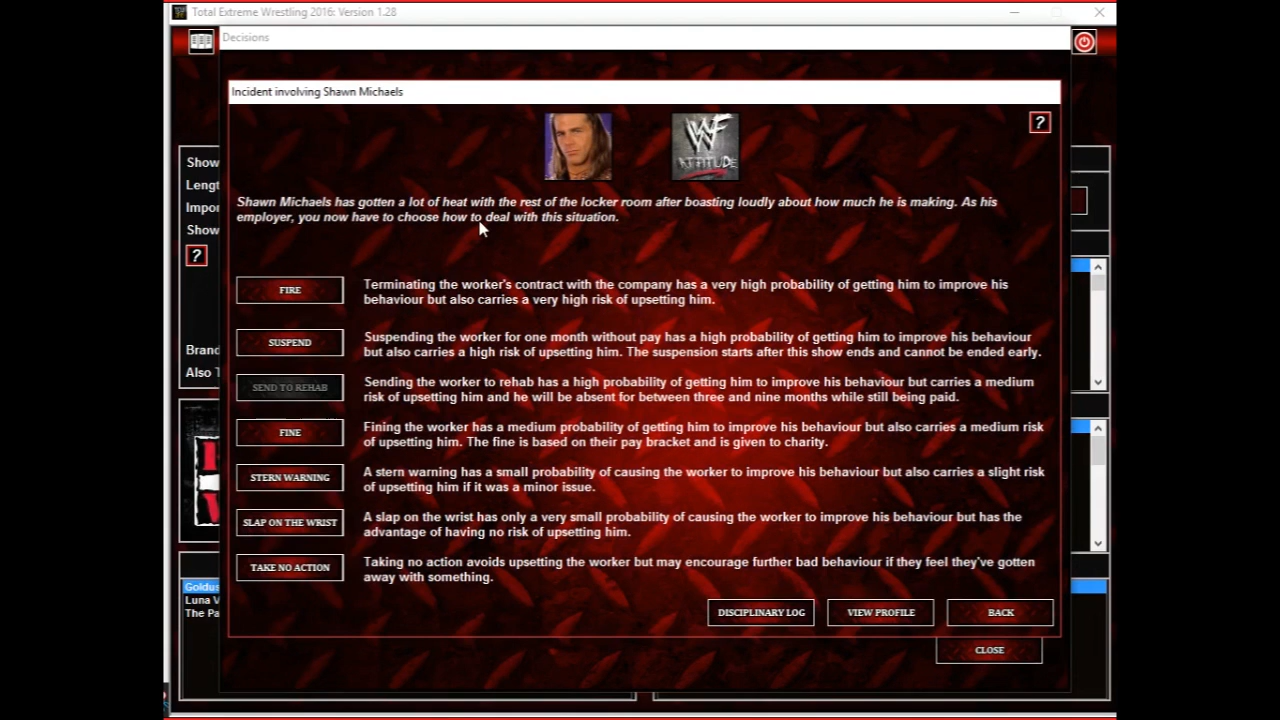 Total Extreme Wrestling 2016: Version 1.28
Decisions
Incident involving Shawn Michaels
?
WF
ATTITUDE
Shawn Michaels has gotten a lot of heat with the rest of the locker room after boasting loudly about how much he is making. As his
employer, you now have to choose how to deal with this situation.
Show
Lengt
Impor
Show
?
Brand
Also T
FIRE
Terminating the worker's contract with the company has a very high probability of getting him to improve his
behaviour but also carries a very high risk of upsetting him.
SUSPEND
Suspending the worker for one month without pay has a high probability of getting him to improve his behaviour
but also carries a high risk of upsetting him. The suspension starts after this show ends and cannot be ended early.
SEND TO REHAB
Sending the worker to rehab has a high probability of getting him to improve his behaviour but carries a medium
risk of upsetting him and he will be absent for between three and nine months while still being paid.
FINE
Fining the worker has a medium probability of getting him to improve his behaviour but also carries a medium risk
of upsetting him. The fine is based on their pay bracket and is given to charity.
STERN WARNING
A stern warning has a small probability of causing the worker to improve his behaviour but also carries a slight risk
of upsetting him if it was a minor issue.
SLAP ON THE WRIST
A slap on the wrist has only a very small probability of causing the worker to improve his behaviour but has the
advantage of having no risk of upsetting him.
TAKE NO ACTION
Taking no action avoids upsetting the worker but may encourage further bad behaviour if they feel they've gotten
away with something.
Goldus
Luna V
The Pa
DISCIPLINARY LOG
VIEW PROFILE
BACK
CLOSE